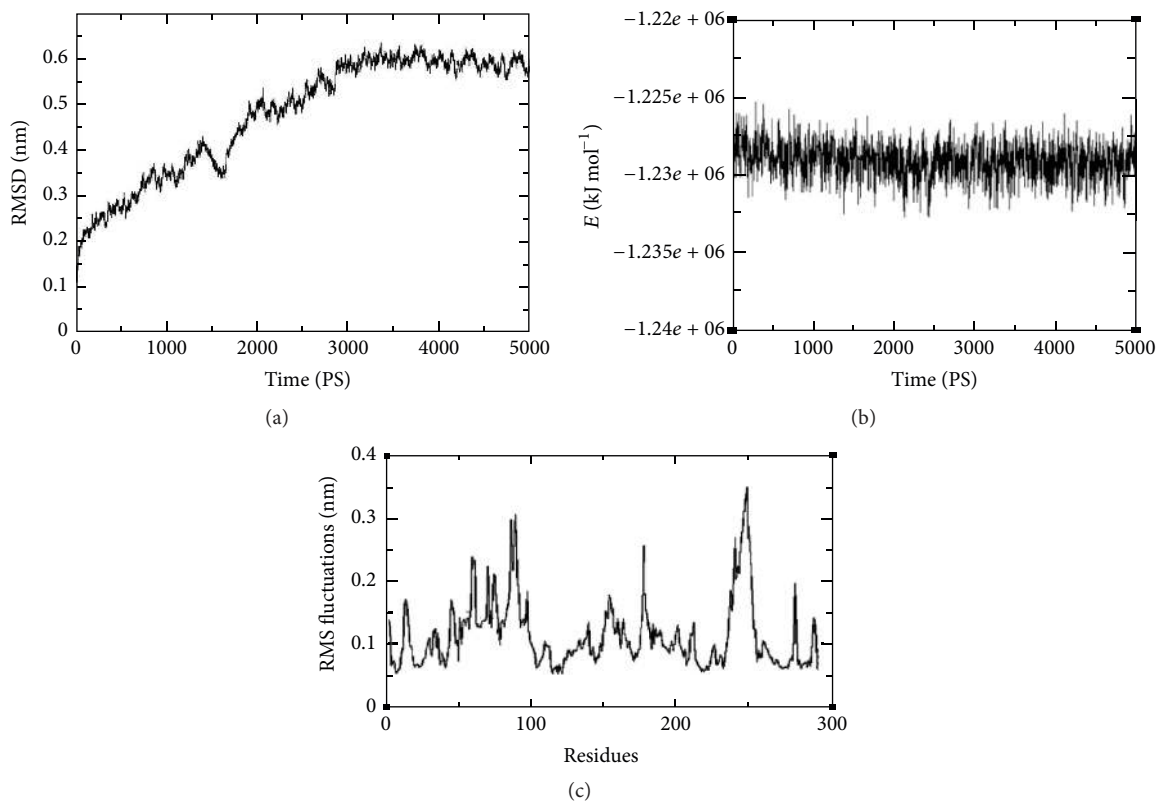 0.6
0.5
0.4
0.3
0.2
0.1
0
RMSD (nm)
0 1000 2000 3000 4000 5000
Time (PS)
(a)
−1.22e + 06
−1.225e + 06
−1.23e + 06
−1.235e + 06
−1.24e + 06
E (kJ mol⁻¹)
0 1000 2000 3000 4000 5000
Time (PS)
(b)
0.4
0.3
0.2
0.1
0
RMS fluctuations (nm)
0 100 200 300
Residues
(c)